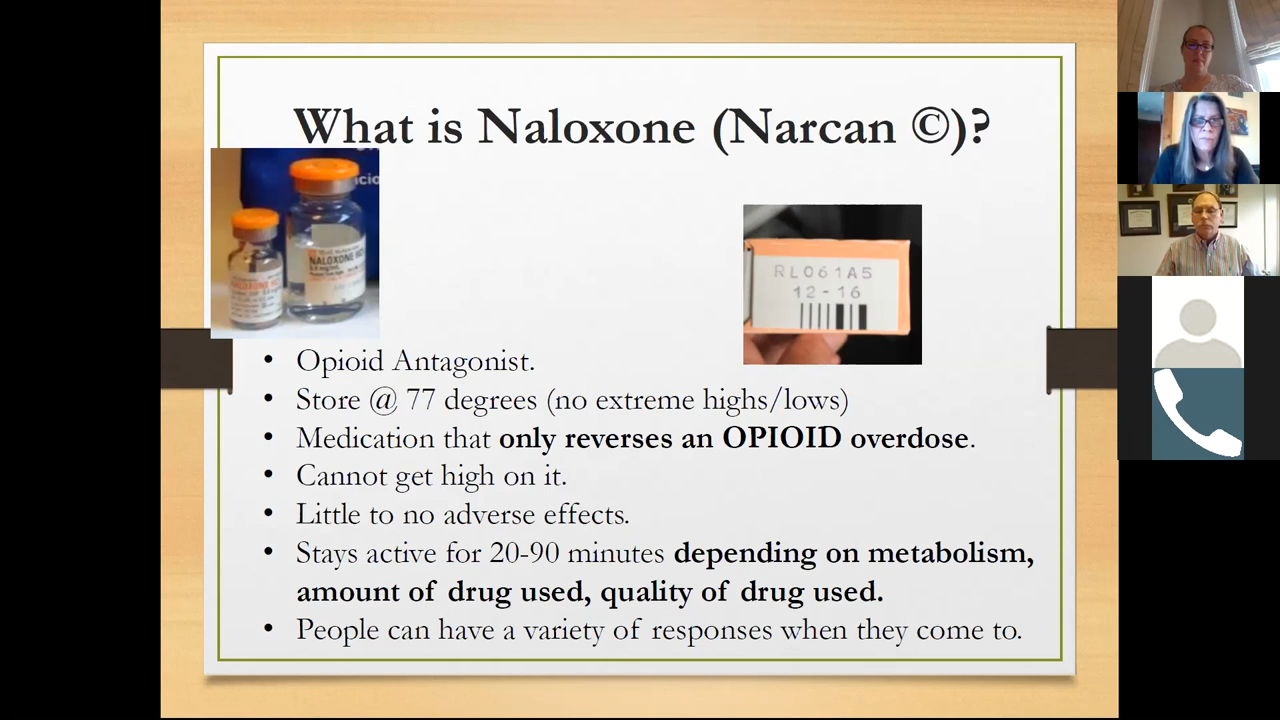 What is Naloxone (Narcan ©)?
NALOXONE
RL061A5
12-16
• Opioid Antagonist.
• Store @ 77 degrees (no extreme highs/lows)
• Medication that only reverses an OPIOID overdose.
• Cannot get high on it.
• Little to no adverse effects.
• Stays active for 20-90 minutes depending on metabolism,
amount of drug used, quality of drug used.
• People can have a variety of responses when they come to.